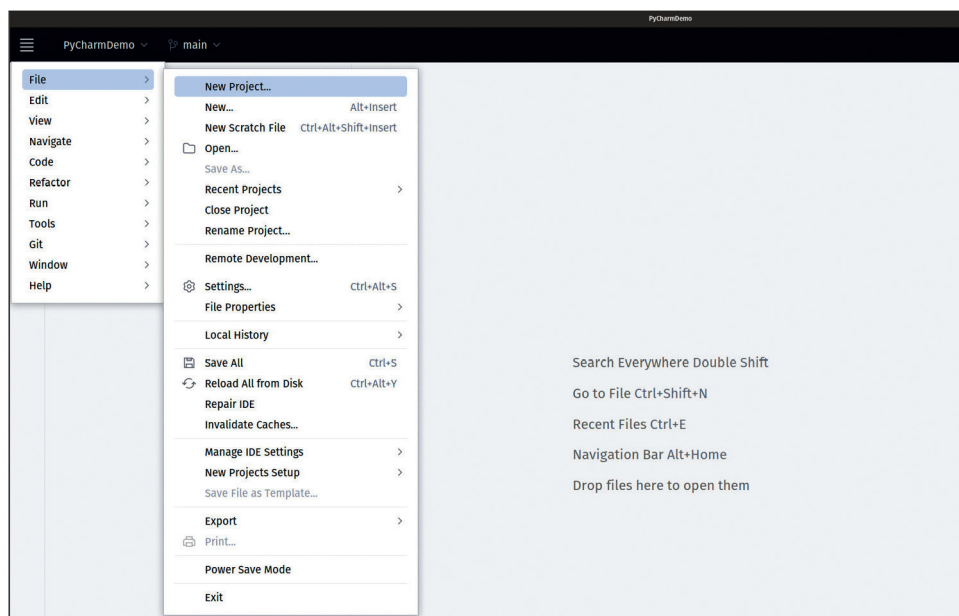 PyCharmDemo
PyCharmDemo main
File
Edit
View
Navigate
Code
Refactor
Run
Tools
Git
Window
Help
New Project...
New... Alt+Insert
New Scratch File Ctrl+Alt+Shift+Insert
Open...
Save As...
Recent Projects
Close Project
Rename Project...
Remote Development...
Settings... Ctrl+Alt+S
File Properties
Local History
Save All Ctrl+S
Reload All from Disk Ctrl+Alt+Y
Repair IDE
Invalidate Caches...
Manage IDE Settings
New Projects Setup
Save File as Template...
Export
Print...
Power Save Mode
Exit
Search Everywhere Double Shift
Go to File Ctrl+Shift+N
Recent Files Ctrl+E
Navigation Bar Alt+Home
Drop files here to open them